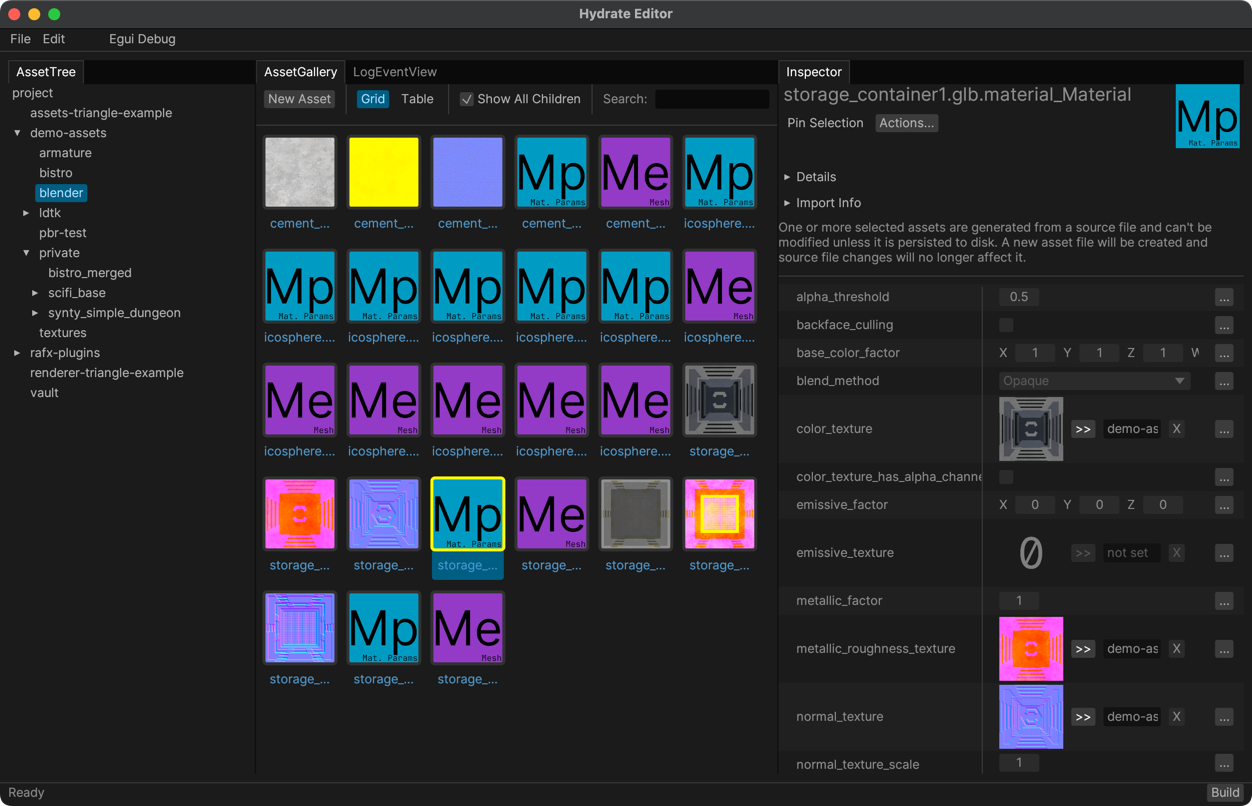 Hydrate Editor
File Edit Egui Debug
AssetTree
project
assets-triangle-example
▼ demo-assets
armature
bistro
blender
▶ ldtk
pbr-test
▼ private
bistro_merged
▶ scifi_base
▶ synty_simple_dungeon
textures
▶ rafx-plugins
renderer-triangle-example
vault
AssetGallery LogEventView
New Asset Grid Table ✓ Show All Children Search:
Mp Mat. Params Me Mesh Mp Mat. Params
cement_... cement_... cement_... cement_... cement_... icosphere....
Mp Mat. Params Mp Mat. Params Mp Mat. Params Mp Mat. Params Mp Mat. Params Me Mesh
icosphere.... icosphere.... icosphere.... icosphere.... icosphere.... icosphere....
Me Mesh Me Mesh Me Mesh Me Mesh Me Mesh
icosphere.... icosphere.... icosphere.... icosphere.... icosphere.... storage_...
Mp Mat. Params Me Mesh
storage_... storage_... storage_... storage_... storage_... storage_...
Mp Mat. Params Me Mesh
storage_... storage_... storage_...
Inspector
storage_container1.glb.material_Material
Mp Mat. Params
Pin Selection Actions...
▶ Details
▶ Import Info
One or more selected assets are generated from a source file and can't be
modified unless it is persisted to disk. A new asset file will be created and
source file changes will no longer affect it.
alpha_threshold 0.5 ...
backface_culling ...
base_color_factor X 1 Y 1 Z 1 W ...
blend_method Opaque ▼ ...
color_texture >> demo-as X ...
color_texture_has_alpha_channe ...
emissive_factor X 0 Y 0 Z 0 ...
emissive_texture 0 >> not set X ...
metallic_factor 1 ...
metallic_roughness_texture >> demo-as X ...
normal_texture >> demo-as X ...
normal_texture_scale 1 ...
Ready Build